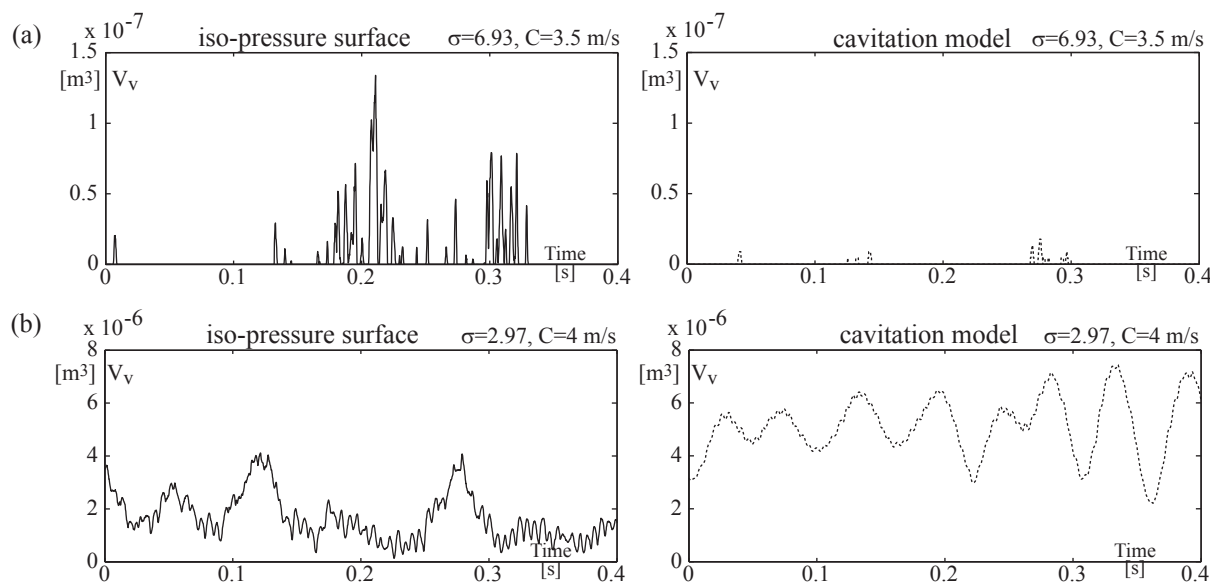 (a)
x 10⁻⁷ iso-pressure surface σ=6.93, C=3.5 m/s
1.5
[m³] V_v
1
0.5
0
0 0.1 0.2 0.3 0.4
Time
[s]
x 10⁻⁷ cavitation model σ=6.93, C=3.5 m/s
1.5
[m³] V_v
1
0.5
0
0 0.1 0.2 0.3 0.4
Time
[s]
(b)
x 10⁻⁶ iso-pressure surface σ=2.97, C=4 m/s
8
[m³] V_v
6
4
2
0
0 0.1 0.2 0.3 0.4
Time
[s]
x 10⁻⁶ cavitation model σ=2.97, C=4 m/s
8
[m³] V_v
6
4
2
0
0 0.1 0.2 0.3 0.4
Time
[s]